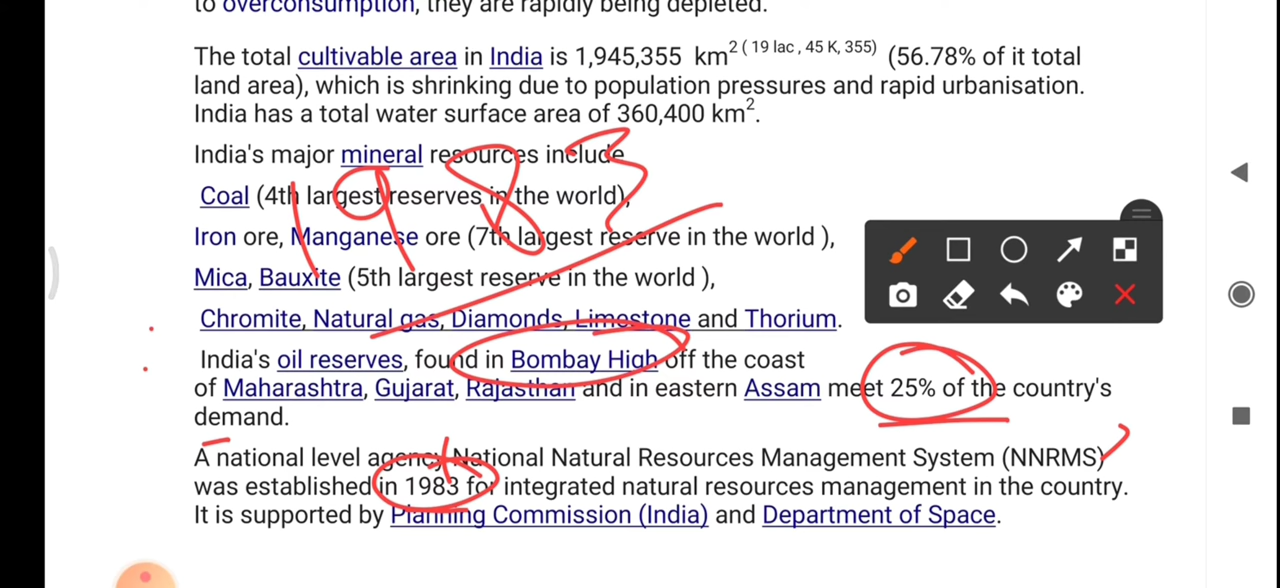 to overconsumption, they are rapidly being depleted.
The total cultivable area in India is 1,945,355 km2 ( 19 lac , 45 K, 355) (56.78% of it total
land area), which is shrinking due to population pressures and rapid urbanisation.
India has a total water surface area of 360,400 km2.
India's major mineral resources include
Coal (4th largest reserves in the world),
Iron ore, Manganese ore (7th largest reserve in the world ),
Mica, Bauxite (5th largest reserve in the world ),
Chromite, Natural gas, Diamonds, Limestone and Thorium.
India's oil reserves, found in Bombay High off the coast
of Maharashtra, Gujarat, Rajasthan and in eastern Assam meet 25% of the country's
demand.
A national level agency National Natural Resources Management System (NNRMS)
was established in 1983 for integrated natural resources management in the country.
It is supported by Planning Commission (India) and Department of Space.
1983